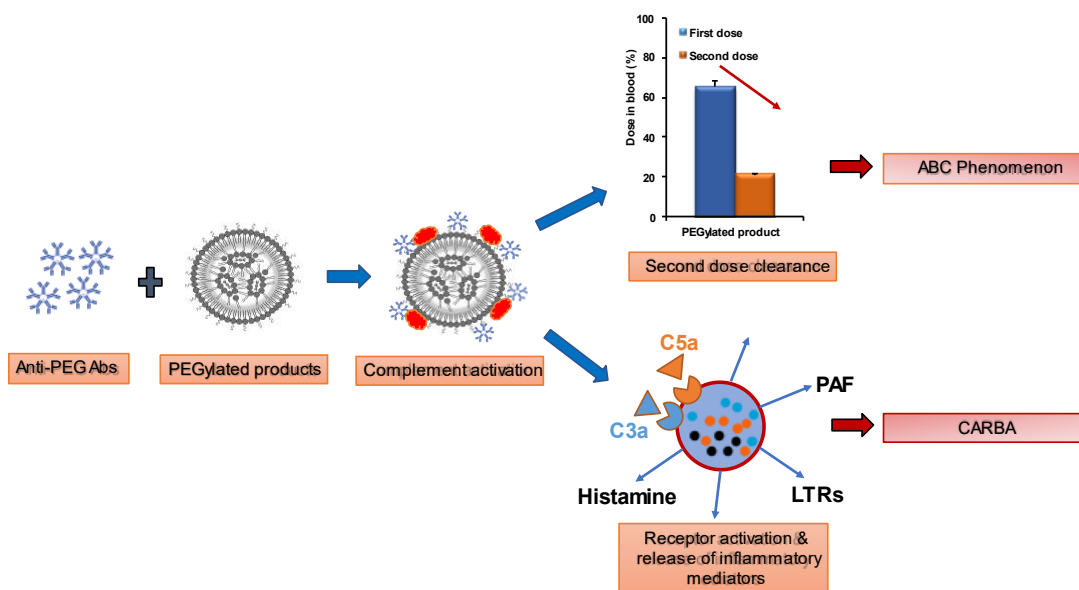 100
80
60
40
20
0
Dose in blood (%)
First dose
Second dose
PEGylated product
Second dose clearance
ABC Phenomenon
Anti-PEG Abs
PEGylated products
Complement activation
C5a
C3a
PAF
Histamine
LTRs
CARBA
Receptor activation &
release of inflammatory
mediators